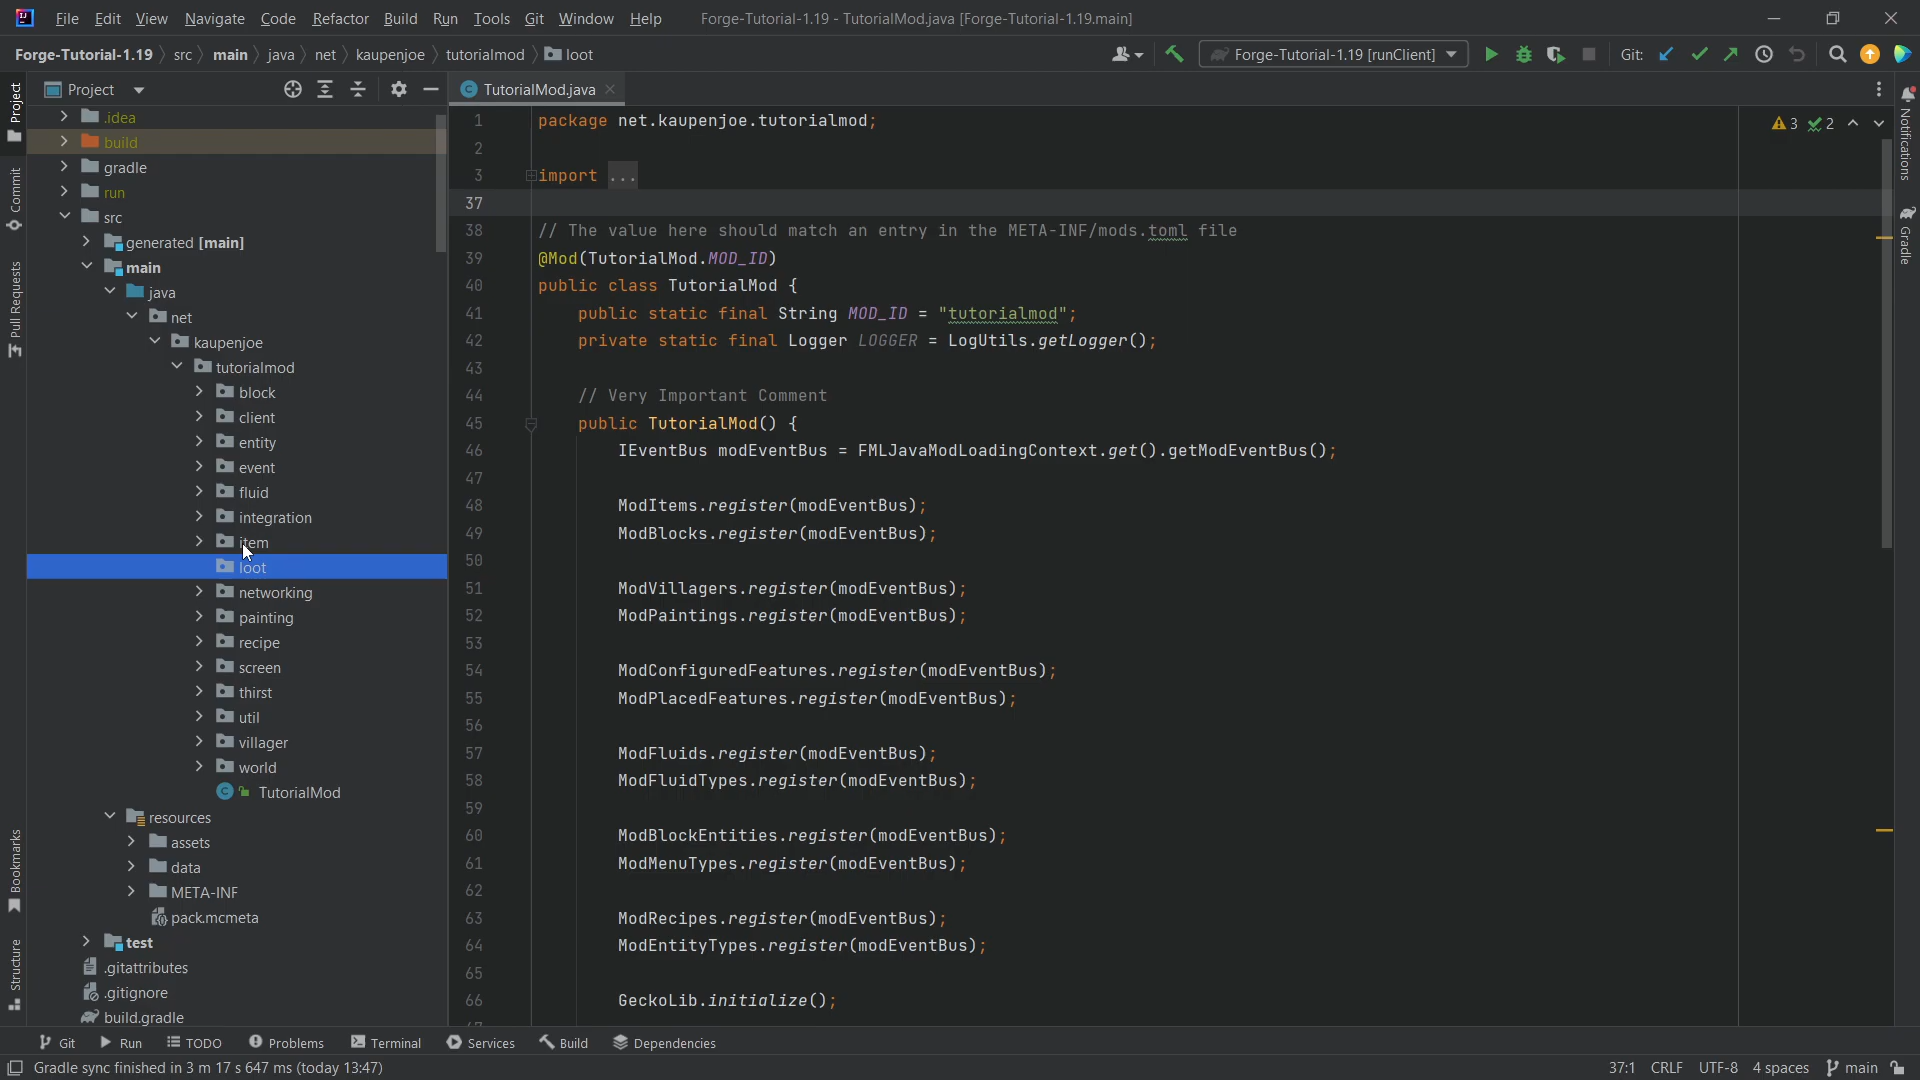 File Edit View Navigate Code Refactor Build Run Tools Git Window Help Forge-Tutorial-1.19 - TutorialMod.java [Forge-Tutorial-1.19.main]
Forge-Tutorial-1.19 src main java net kaupenjoe tutorialmod loot Forge-Tutorial-1.19 [runClient] Git:
Project TutorialMod.java
Project
Commit
Pull Requests
Bookmarks
Structure
.idea
build
gradle
run
src
generated [main]
main
java
net
kaupenjoe
tutorialmod
block
client
entity
event
fluid
integration
item
loot
networking
painting
recipe
screen
thirst
util
villager
world
TutorialMod
resources
assets
data
META-INF
pack.mcmeta
test
.gitattributes
.gitignore
build.gradle
1 package net.kaupenjoe.tutorialmod;
2
3 import ...
37
38 // The value here should match an entry in the META-INF/mods.toml file
39 @Mod(TutorialMod.MOD_ID)
40 public class TutorialMod {
41 public static final String MOD_ID = "tutorialmod";
42 private static final Logger LOGGER = LogUtils.getLogger();
43
44 // Very Important Comment
45 public TutorialMod() {
46 IEventBus modEventBus = FMLJavaModLoadingContext.get().getModEventBus();
47
48 ModItems.register(modEventBus);
49 ModBlocks.register(modEventBus);
50
51 ModVillagers.register(modEventBus);
52 ModPaintings.register(modEventBus);
53
54 ModConfiguredFeatures.register(modEventBus);
55 ModPlacedFeatures.register(modEventBus);
56
57 ModFluids.register(modEventBus);
58 ModFluidTypes.register(modEventBus);
59
60 ModBlockEntities.register(modEventBus);
61 ModMenuTypes.register(modEventBus);
62
63 ModRecipes.register(modEventBus);
64 ModEntityTypes.register(modEventBus);
65
66 GeckoLib.initialize();
3 2
Notifications
Gradle
Git Run TODO Problems Terminal Services Build Dependencies
Gradle sync finished in 3 m 17 s 647 ms (today 13:47) 37:1 CRLF UTF-8 4 spaces main